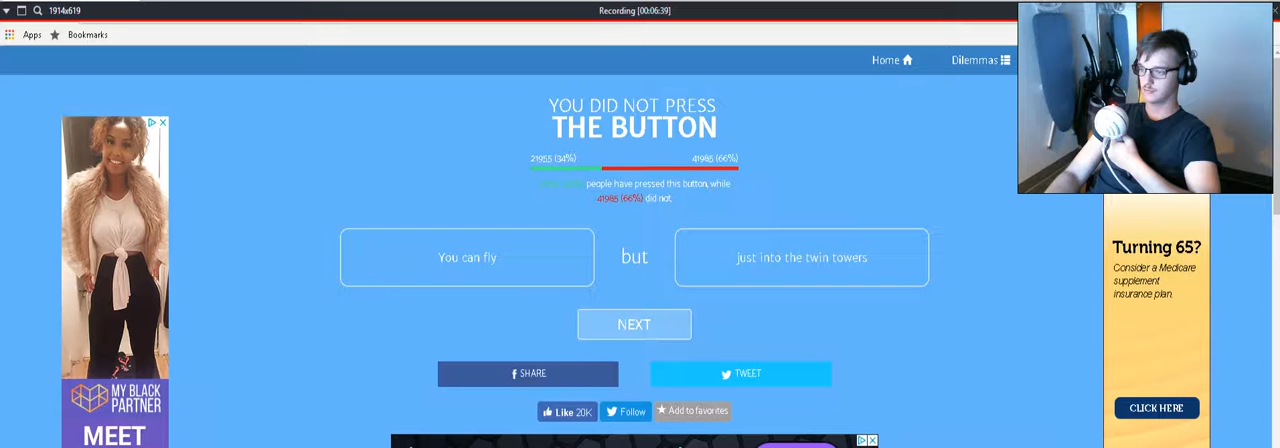 1914x619
Recording [00:06:39]
Apps Bookmarks
Home Dilemmas
YOU DID NOT PRESS
THE BUTTON
21955 (34%) 41985 (66%)
people have pressed this button, while
41985 (66%) did not.
You can fly but just into the twin towers
NEXT
SHARE TWEET
Like 20K Follow Add to favorites
MY BLACK
PARTNER
MEET
Turning 65?
Consider a Medicare
supplement
insurance plan.
CLICK HERE